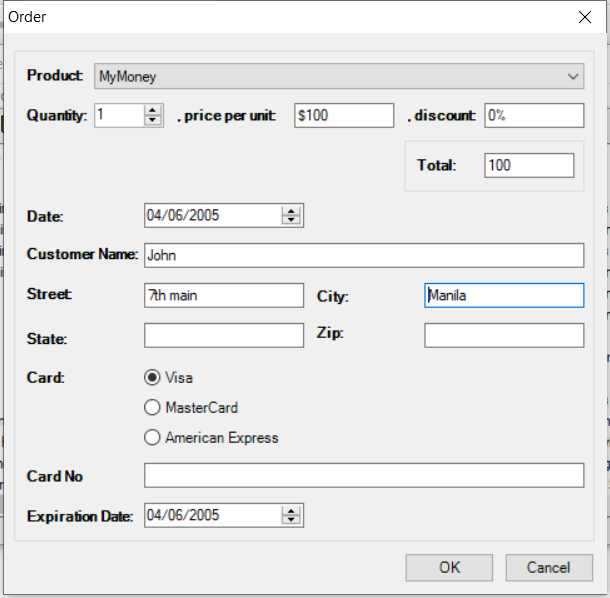 Order
Product: MyMoney
Quantity: 1 , price per unit: $100 , discount: 0%
Total: 100
Date: 04/06/2005
Customer Name: John
Street: 7th main City: Manila
State: Zip:
Card: Visa
MasterCard
American Express
Card No
Expiration Date: 04/06/2005
OK Cancel